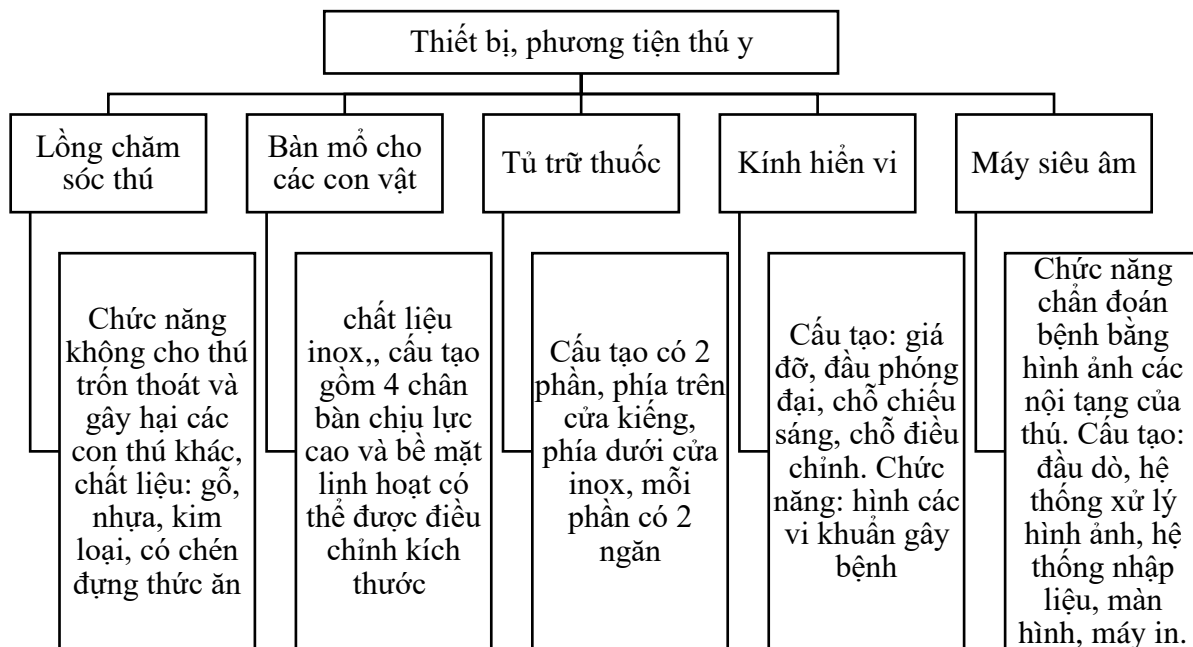 Thiết bị, phương tiện thú y
Lồng chăm
sóc thú
Bàn mổ cho
các con vật
Tủ trữ thuốc
Kính hiển vi
Máy siêu âm
Chức năng
không cho thú
trốn thoát và
gây hại các
con thú khác,
chất liệu: gỗ,
nhựa, kim
loại, có chén
đựng thức ăn
chất liệu
inox,, cấu tạo
gồm 4 chân
bàn chịu lực
cao và bề mặt
linh hoạt có
thể được điều
chỉnh kích
thước
Cấu tạo có 2
phần, phía trên
cửa kiếng,
phía dưới cửa
inox, mỗi
phần có 2
ngăn
Cấu tạo: giá
đỡ, đầu phóng
đại, chỗ chiếu
sáng, chỗ điều
chỉnh. Chức
năng: hình các
vi khuẩn gây
bệnh
Chức năng
chẩn đoán
bệnh bằng
hình ảnh các
nội tạng của
thú. Cấu tạo:
đầu dò, hệ
thống xử lý
hình ảnh, hệ
thống nhập
liệu, màn
hình, máy in.